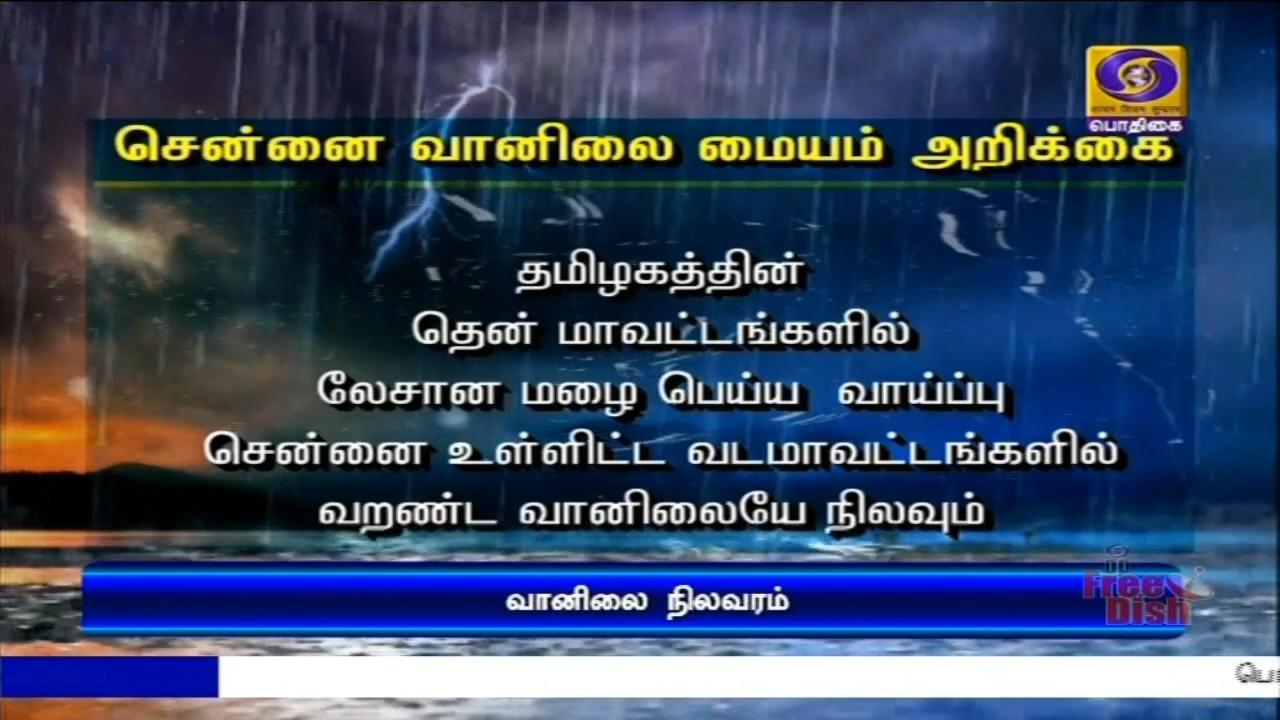 பொதிகை
சென்னை வானிலை மையம் அறிக்கை
தமிழகத்தின்
தென் மாவட்டங்களில்
லேசான மழை பெய்ய வாய்ப்பு
சென்னை உள்ளிட்ட வடமாவட்டங்களில்
வறண்ட வானிலையே நிலவும்
வானிலை நிலவரம்
Free
Dish